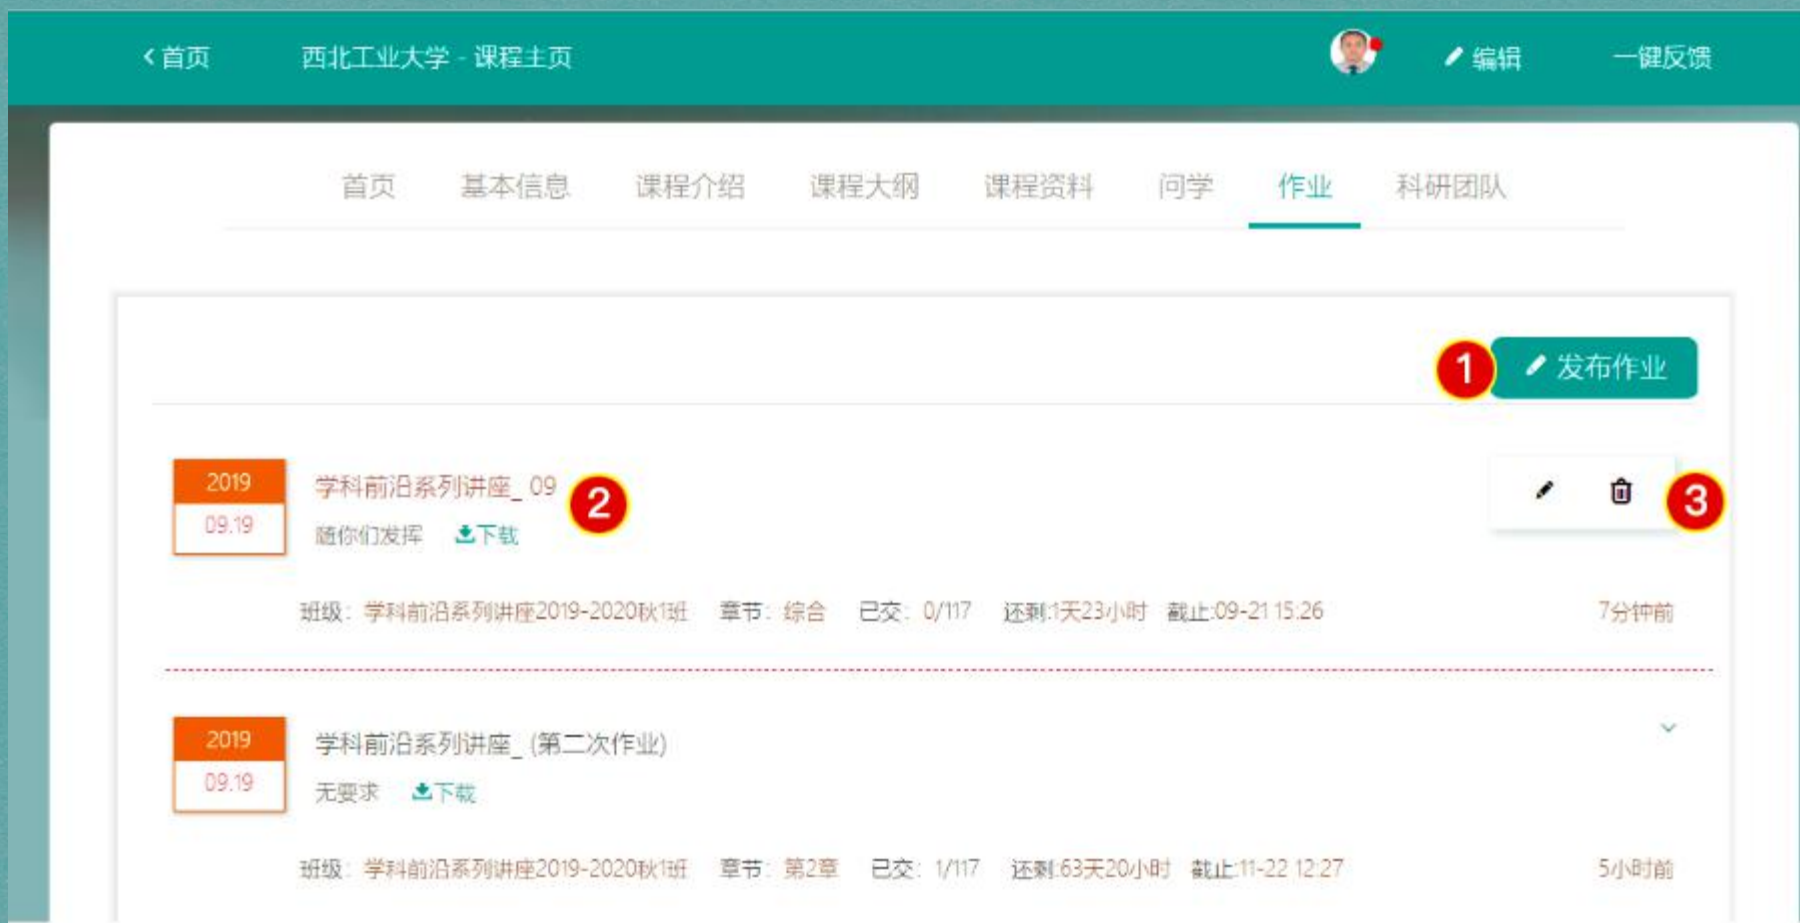 首页 西北工业大学 - 课程主页 编辑 一键反馈
首页 基本信息 课程介绍 课程大纲 课程资料 问学 作业 科研团队
1 发布作业
2019 学科前沿系列讲座_ 09 2 3
09.19 随你们发挥 下载
班级: 学科前沿系列讲座2019-2020秋1班 章节: 综合 已交: 0/117 还剩:1天23小时 截止:09-21 15:26 7分钟前
2019 学科前沿系列讲座_ (第二次作业)
09.19 无要求 下载
班级: 学科前沿系列讲座2019-2020秋1班 章节: 第2章 已交: 1/117 还剩:63天20小时 截止:11-22 12:27 5小时前